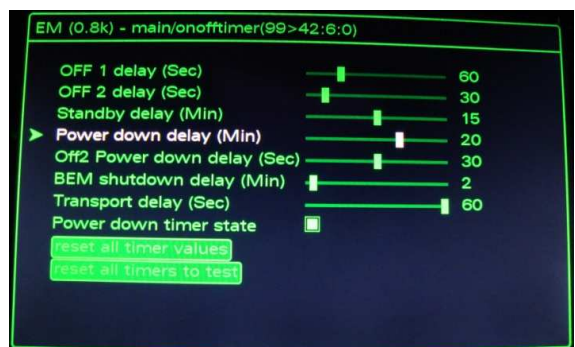 EM (0.8k) - main/onofftimer(99>42:6:0)
OFF 1 delay (Sec) 60
OFF 2 delay (Sec) 30
Standby delay (Min) 15
Power down delay (Min) 20
Off2 Power down delay (Sec) 30
BEM shutdown delay (Min) 2
Transport delay (Sec) 60
Power down timer state
reset all timer values
reset all timers to test